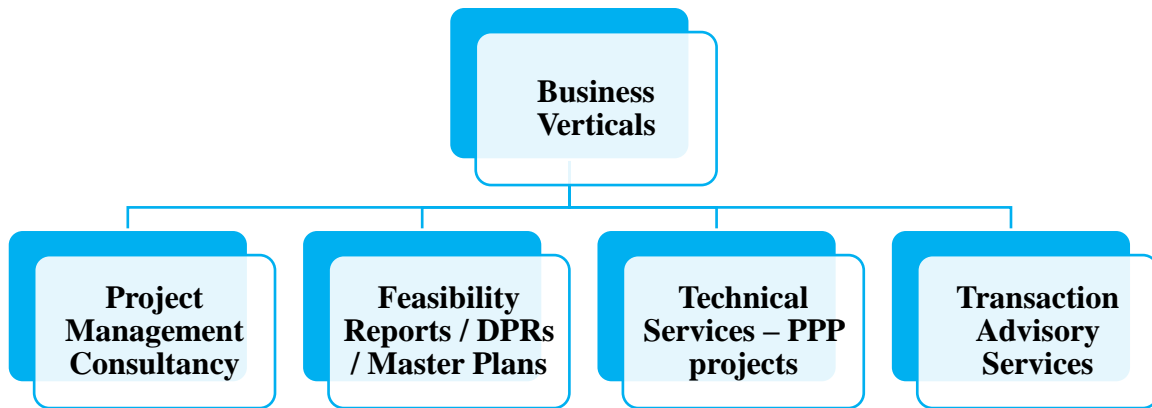 Business
Verticals
Project
Management
Consultancy
Feasibility
Reports / DPRs
/ Master Plans
Technical
Services – PPP
projects
Transaction
Advisory
Services